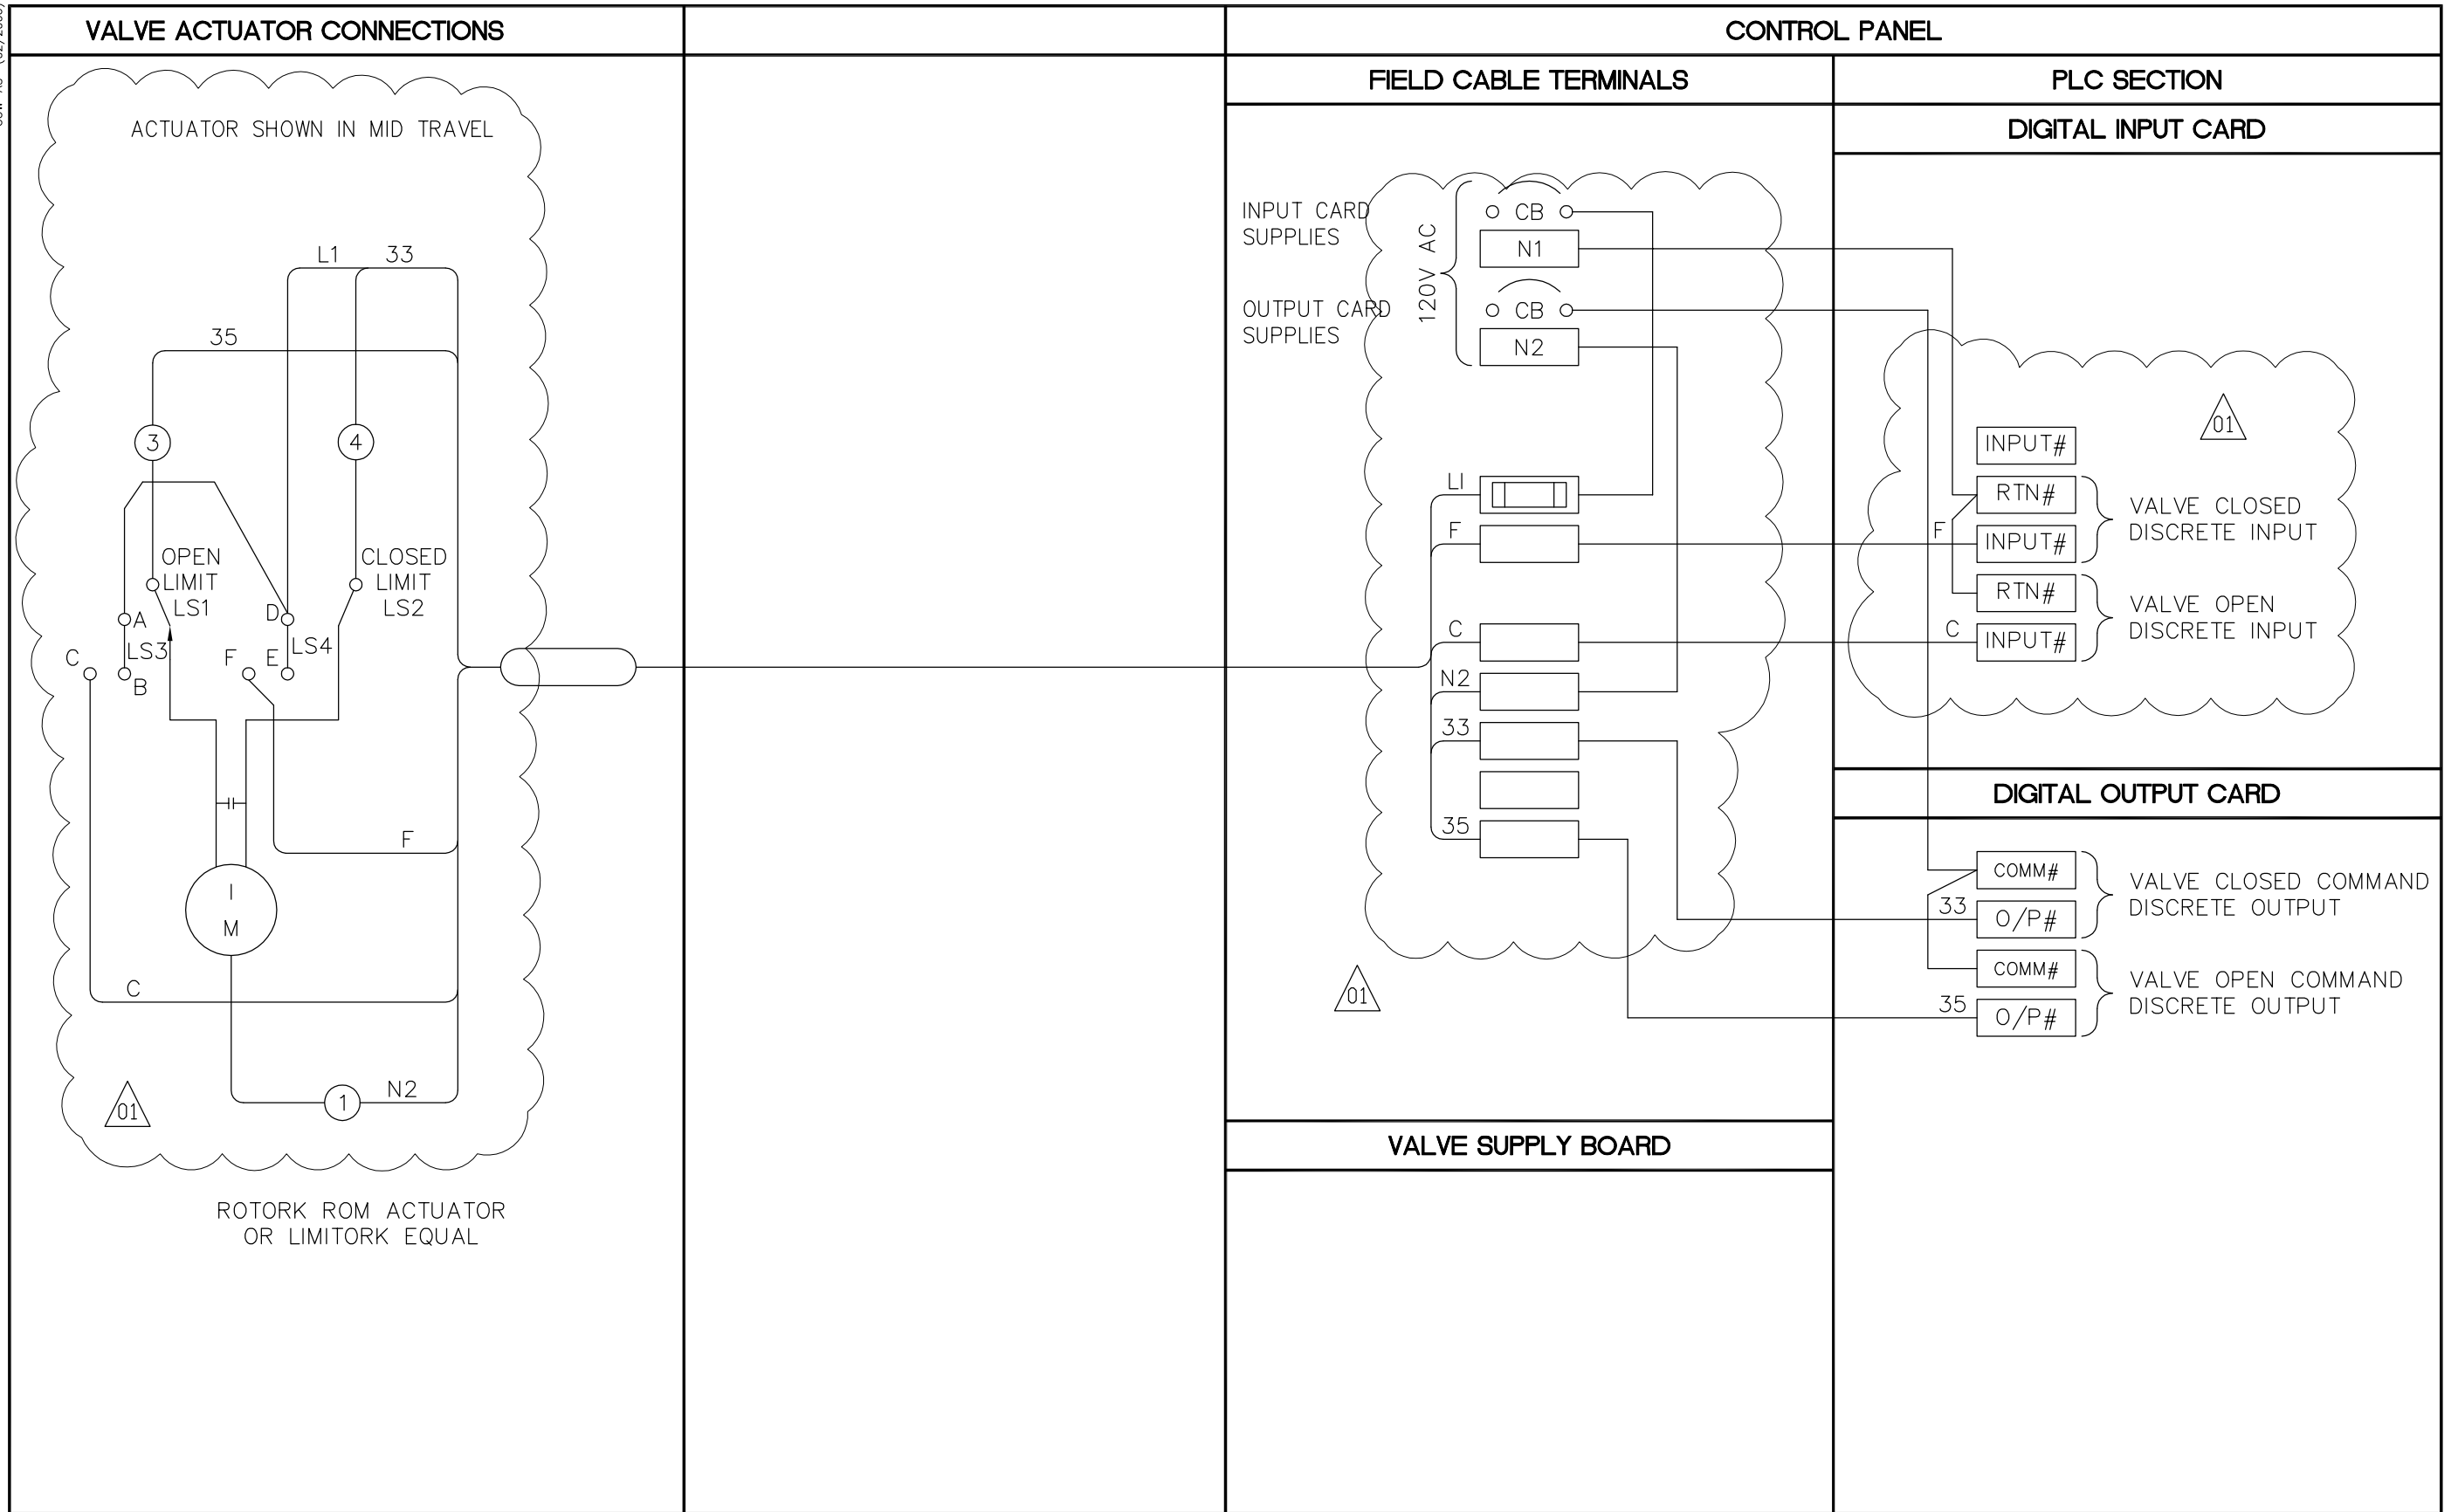 VALVE ACTUATOR CONNECTIONS
CONTROL PANEL
FIELD CABLE TERMINALS
PLC SECTION
DIGITAL INPUT CARD
ACTUATOR SHOWN IN MID TRAVEL
L1
33
35
3
4
OPEN
LIMIT
LS1
CLOSED
LIMIT
LS2
A
D
LS3
LS4
C
B
F
E
F
I
M
C
1
N2
01
ROTORK ROM ACTUATOR
OR LIMITORK EQUAL
INPUT CARD
SUPPLIES
OUTPUT CARD
SUPPLIES
120V AC
CB
N1
CB
N2
LI
F
C
N2
33
35
01
01
INPUT#
RTN#
F
INPUT#
VALVE CLOSED
DISCRETE INPUT
RTN#
C
INPUT#
VALVE OPEN
DISCRETE INPUT
DIGITAL OUTPUT CARD
COMM#
33
O/P#
VALVE CLOSED COMMAND
DISCRETE OUTPUT
COMM#
35
O/P#
VALVE OPEN COMMAND
DISCRETE OUTPUT
VALVE SUPPLY BOARD